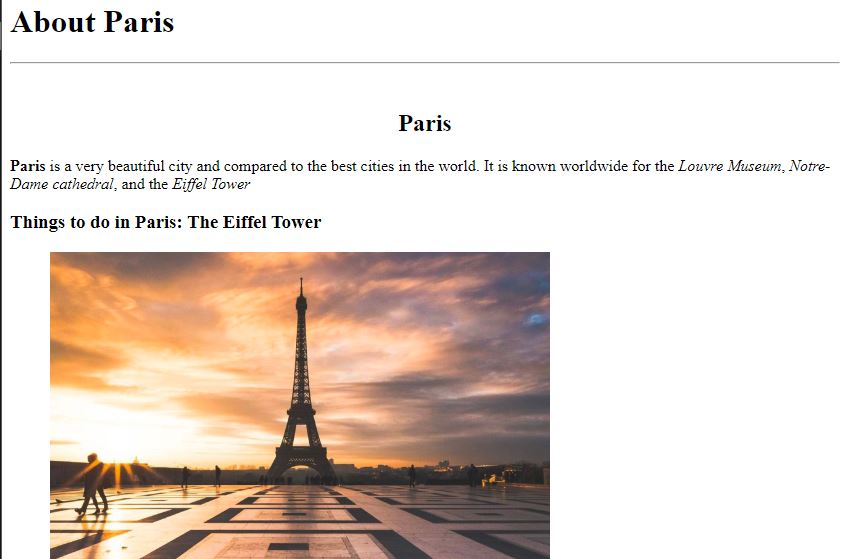 About Paris
Paris
Paris is a very beautiful city and compared to the best cities in the world. It is known worldwide for the Louvre Museum, Notre-
Dame cathedral, and the Eiffel Tower
Things to do in Paris: The Eiffel Tower